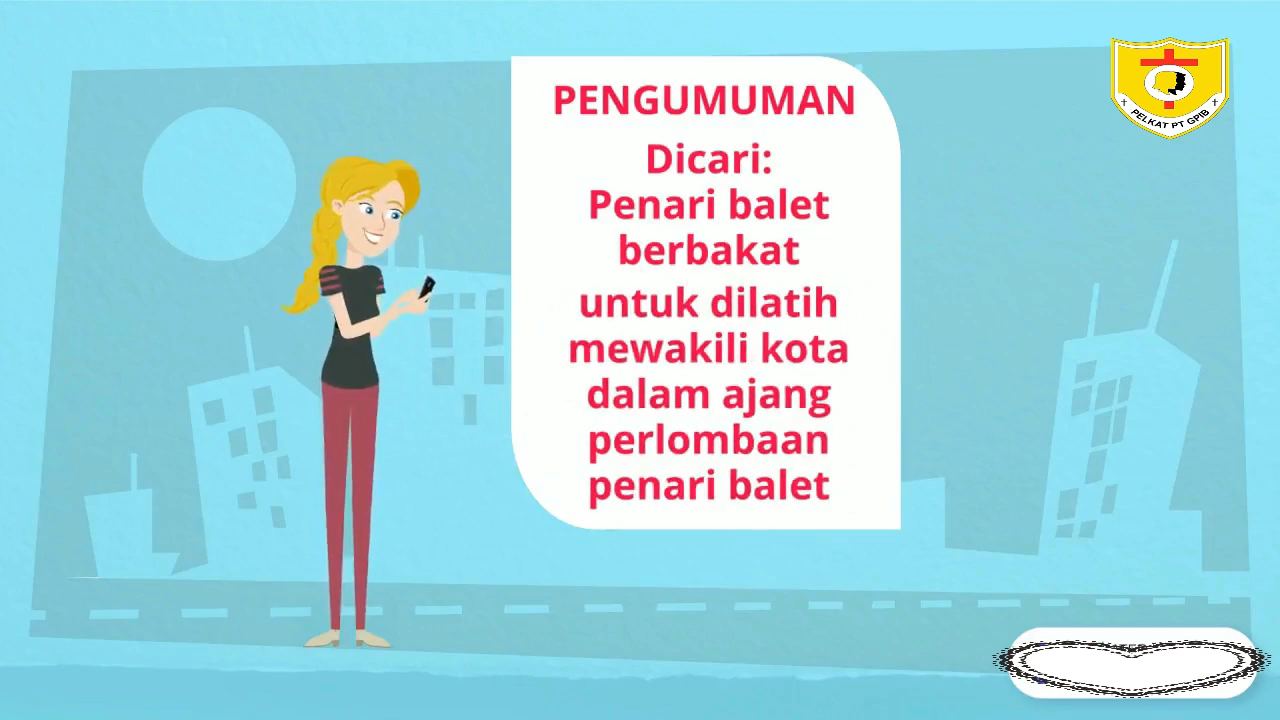 PENGUMUMAN
Dicari:
Penari balet
berbakat
untuk dilatih
mewakili kota
dalam ajang
perlombaan
penari balet
PELKAT PT GPIB